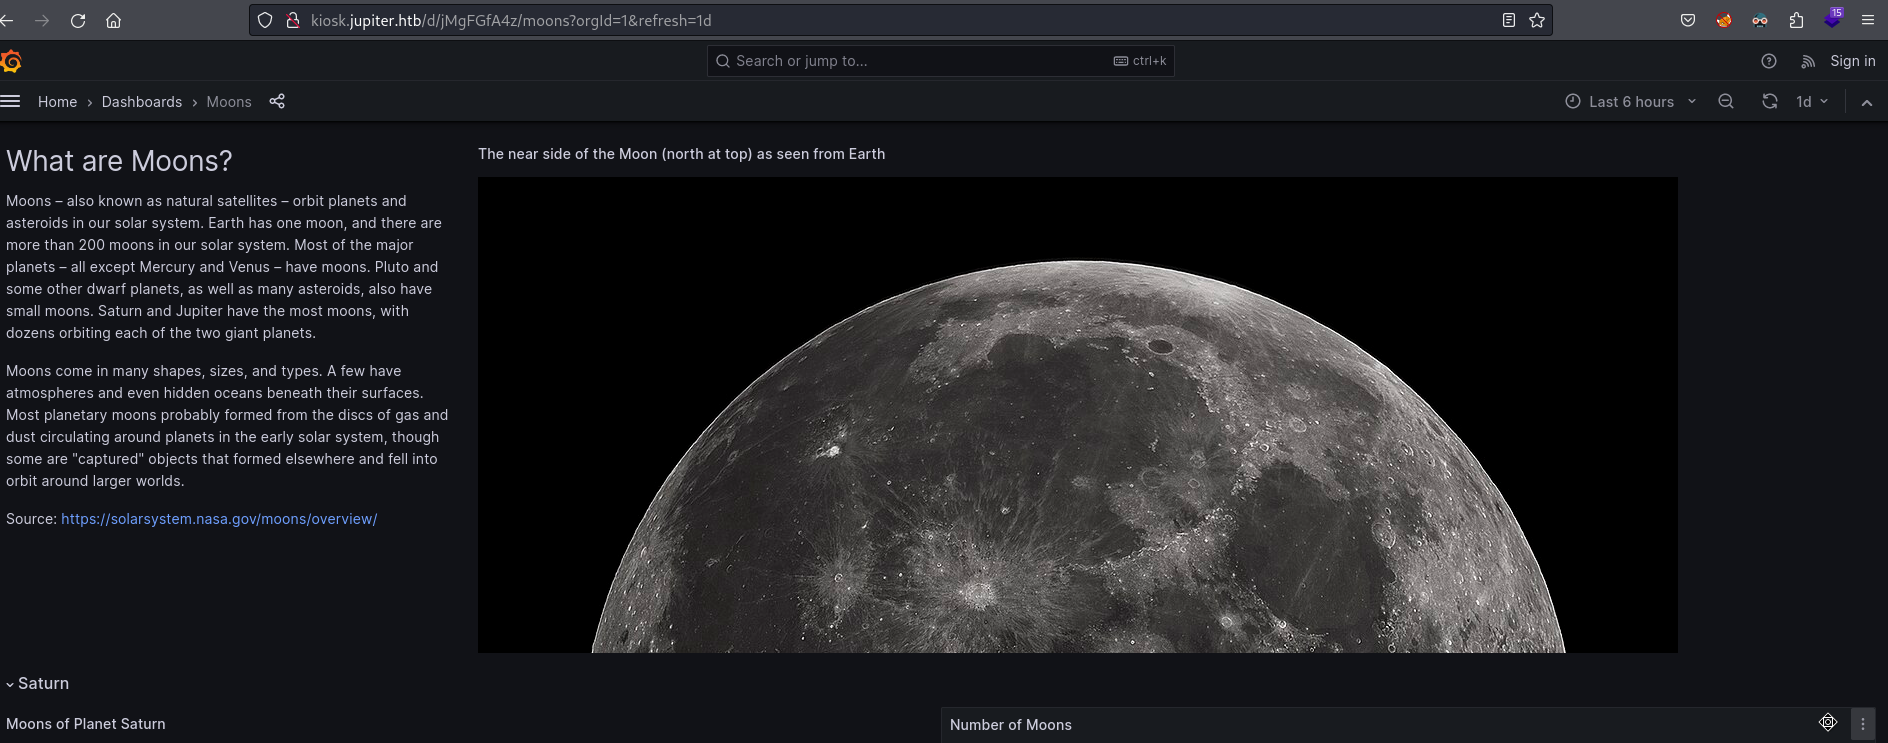 kiosk.jupiter.htb/d/jMgFGfA4z/moons?orgId=1&refresh=1d
15
Search or jump to...
ctrl+k
Sign in
Home › Dashboards › Moons
Last 6 hours
1d
What are Moons?
Moons – also known as natural satellites – orbit planets and
asteroids in our solar system. Earth has one moon, and there are
more than 200 moons in our solar system. Most of the major
planets – all except Mercury and Venus – have moons. Pluto and
some other dwarf planets, as well as many asteroids, also have
small moons. Saturn and Jupiter have the most moons, with
dozens orbiting each of the two giant planets.
Moons come in many shapes, sizes, and types. A few have
atmospheres and even hidden oceans beneath their surfaces.
Most planetary moons probably formed from the discs of gas and
dust circulating around planets in the early solar system, though
some are "captured" objects that formed elsewhere and fell into
orbit around larger worlds.
Source: https://solarsystem.nasa.gov/moons/overview/
The near side of the Moon (north at top) as seen from Earth
Saturn
Moons of Planet Saturn
Number of Moons